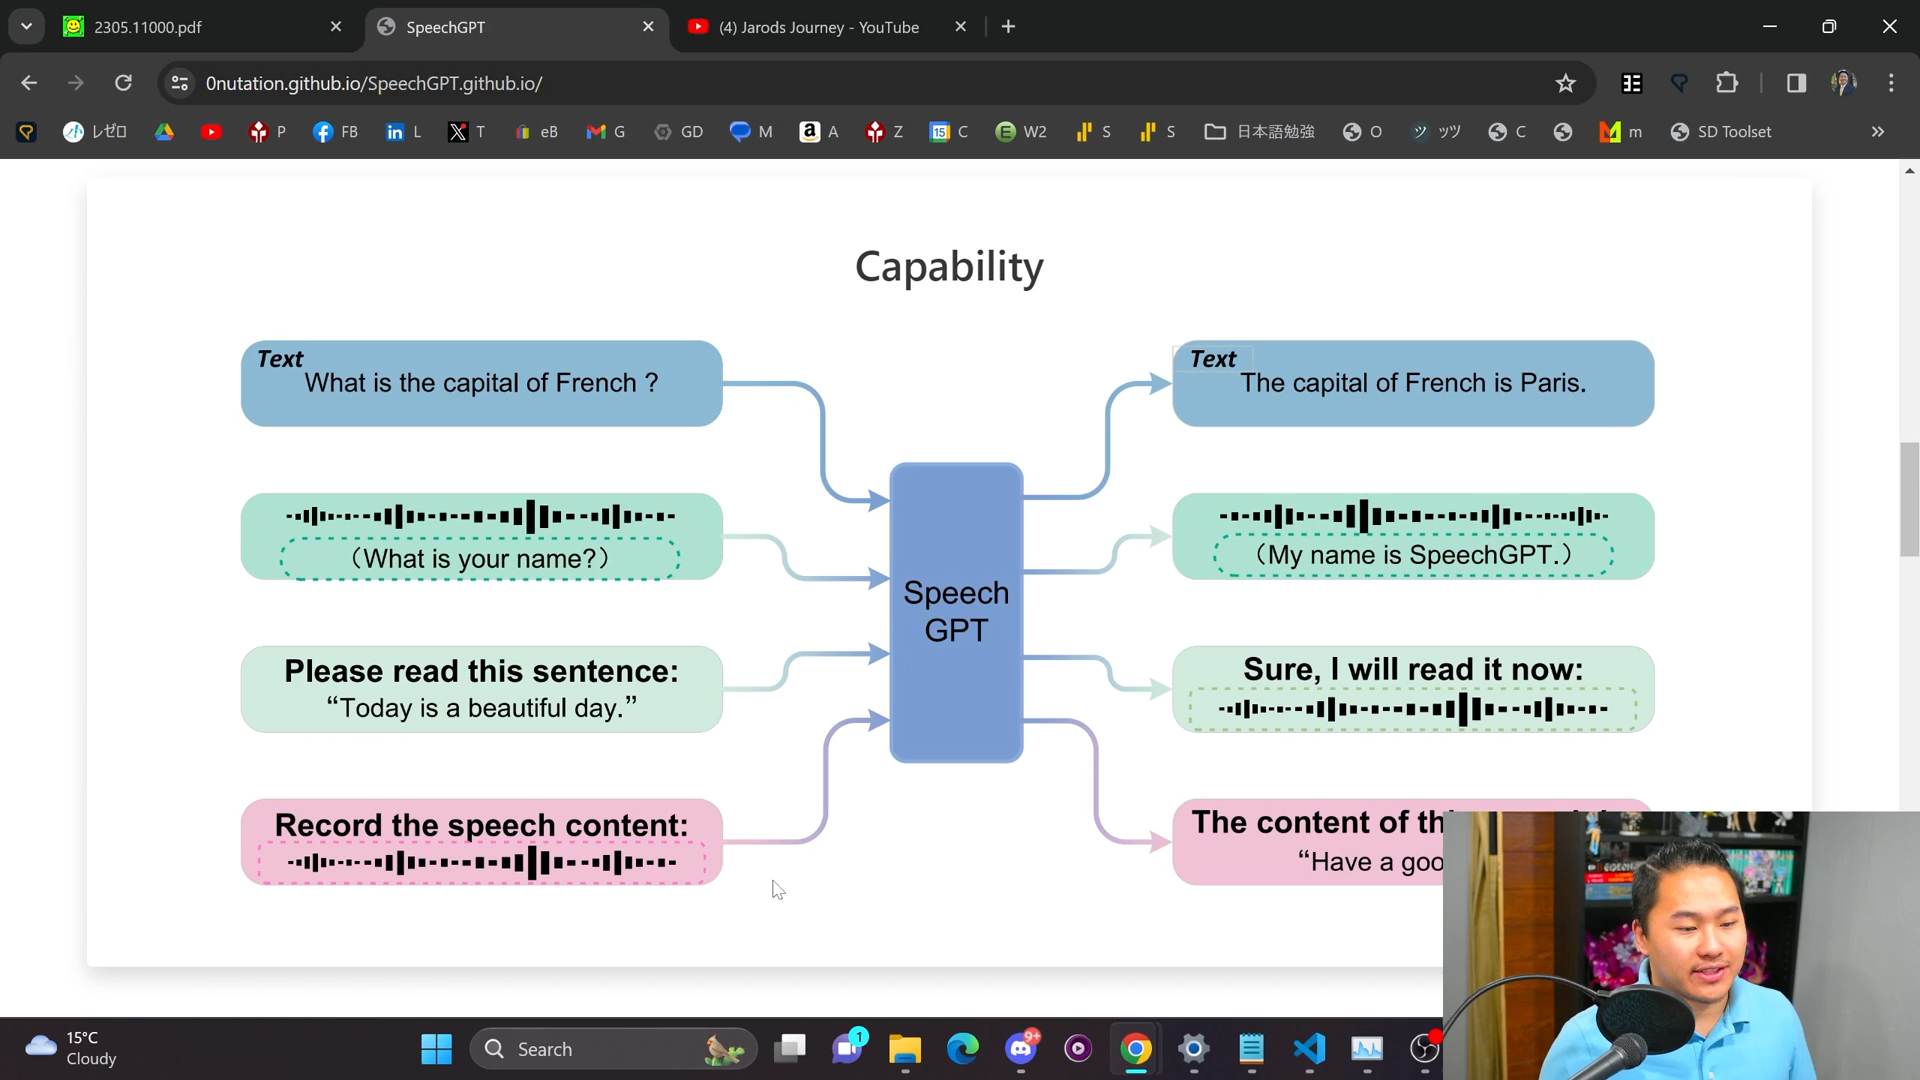 2305.11000.pdf
SpeechGPT
(4) Jarods Journey - YouTube
0nutation.github.io/SpeechGPT.github.io/
レゼロ
P
FB
L
T
eB
G
GD
M
A
Z
15
C
W2
S
S
日本語勉強
O
ッツ
C
m
SD Toolset
Capability
Text
What is the capital of French ?
Text
The capital of French is Paris.
(What is your name?)
(My name is SpeechGPT.)
Speech
GPT
Please read this sentence:
“Today is a beautiful day.”
Sure, I will read it now:
Record the speech content:
The content of
“Have a goo
15°C
Cloudy
Search
1
9+